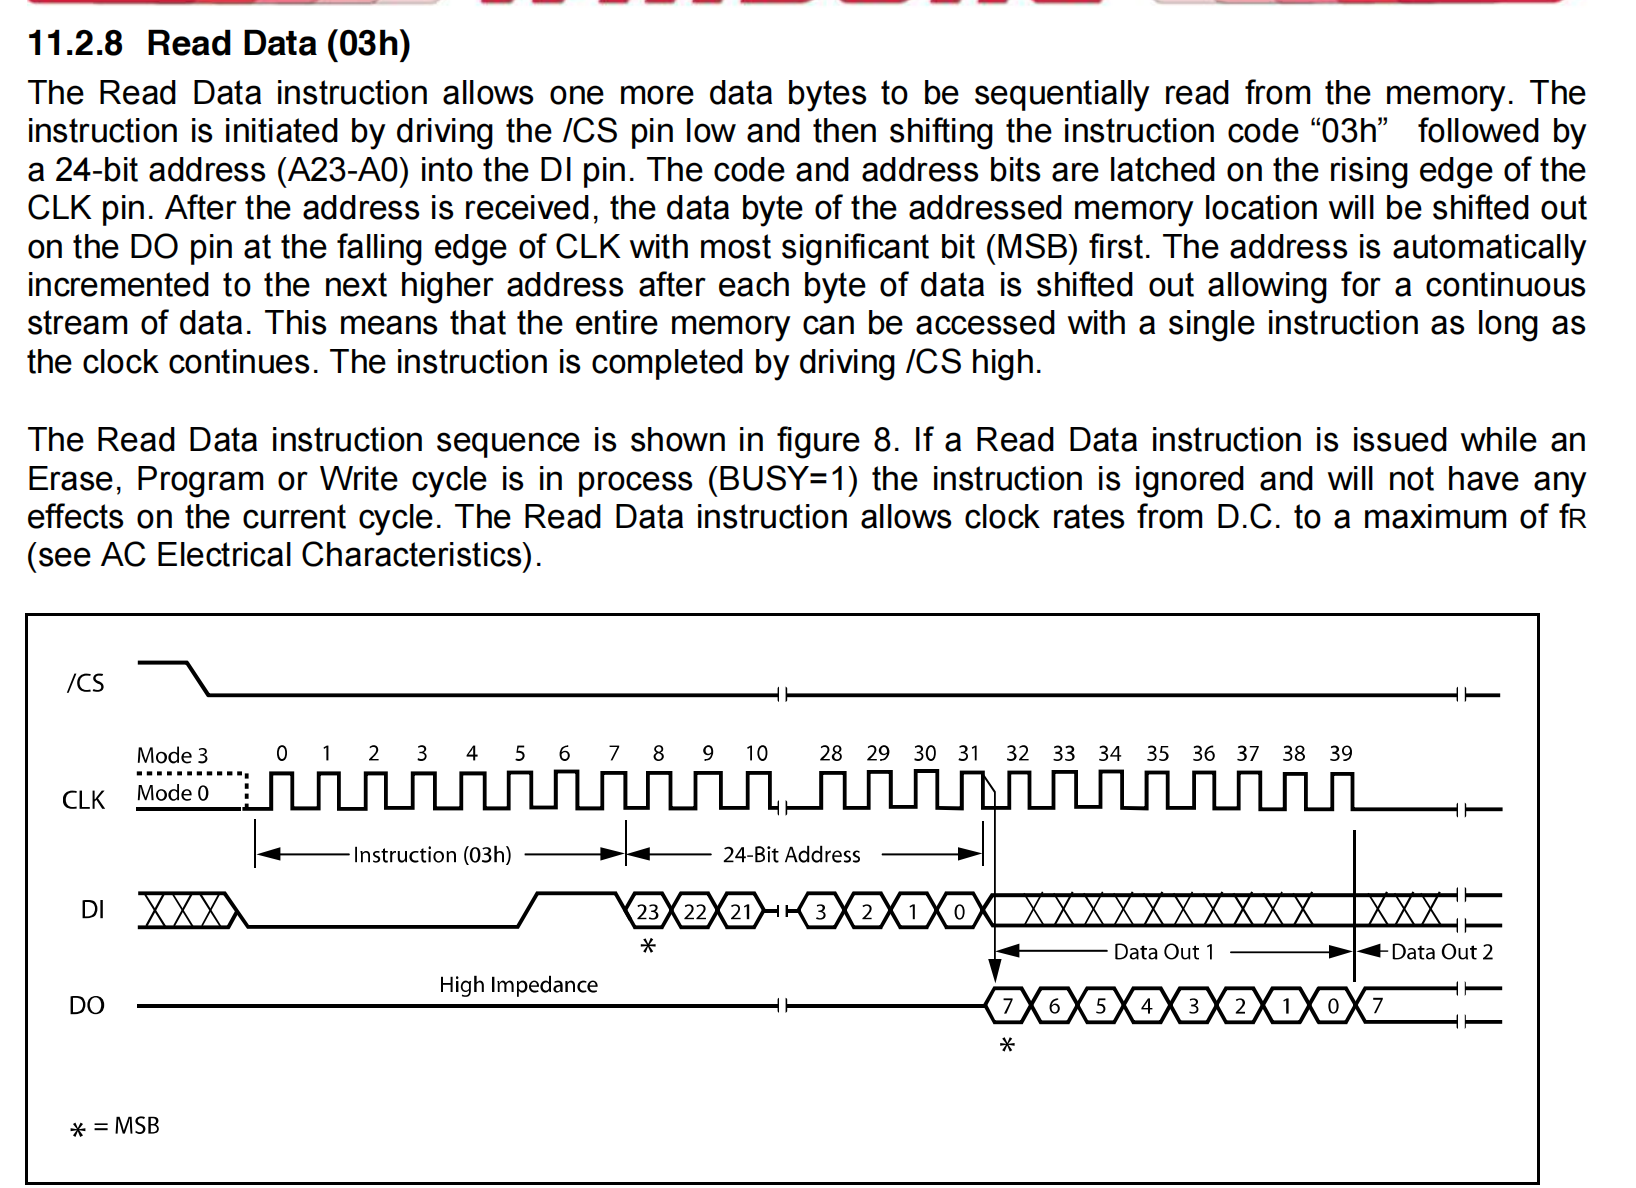 11.2.8 Read Data (03h)
The Read Data instruction allows one more data bytes to be sequentially read from the memory. The
instruction is initiated by driving the /CS pin low and then shifting the instruction code “03h” followed by
a 24-bit address (A23-A0) into the DI pin. The code and address bits are latched on the rising edge of the
CLK pin. After the address is received, the data byte of the addressed memory location will be shifted out
on the DO pin at the falling edge of CLK with most significant bit (MSB) first. The address is automatically
incremented to the next higher address after each byte of data is shifted out allowing for a continuous
stream of data. This means that the entire memory can be accessed with a single instruction as long as
the clock continues. The instruction is completed by driving /CS high.
The Read Data instruction sequence is shown in figure 8. If a Read Data instruction is issued while an
Erase, Program or Write cycle is in process (BUSY=1) the instruction is ignored and will not have any
effects on the current cycle. The Read Data instruction allows clock rates from D.C. to a maximum of fR
(see AC Electrical Characteristics).
/CS
Mode 3 0 1 2 3 4 5 6 7 8 9 10 28 29 30 31 32 33 34 35 36 37 38 39
CLK Mode 0
Instruction (03h) 24-Bit Address
DI 23 22 21 3 2 1 0
*
Data Out 1 Data Out 2
High Impedance
DO 7 6 5 4 3 2 1 0 7
*
* = MSB